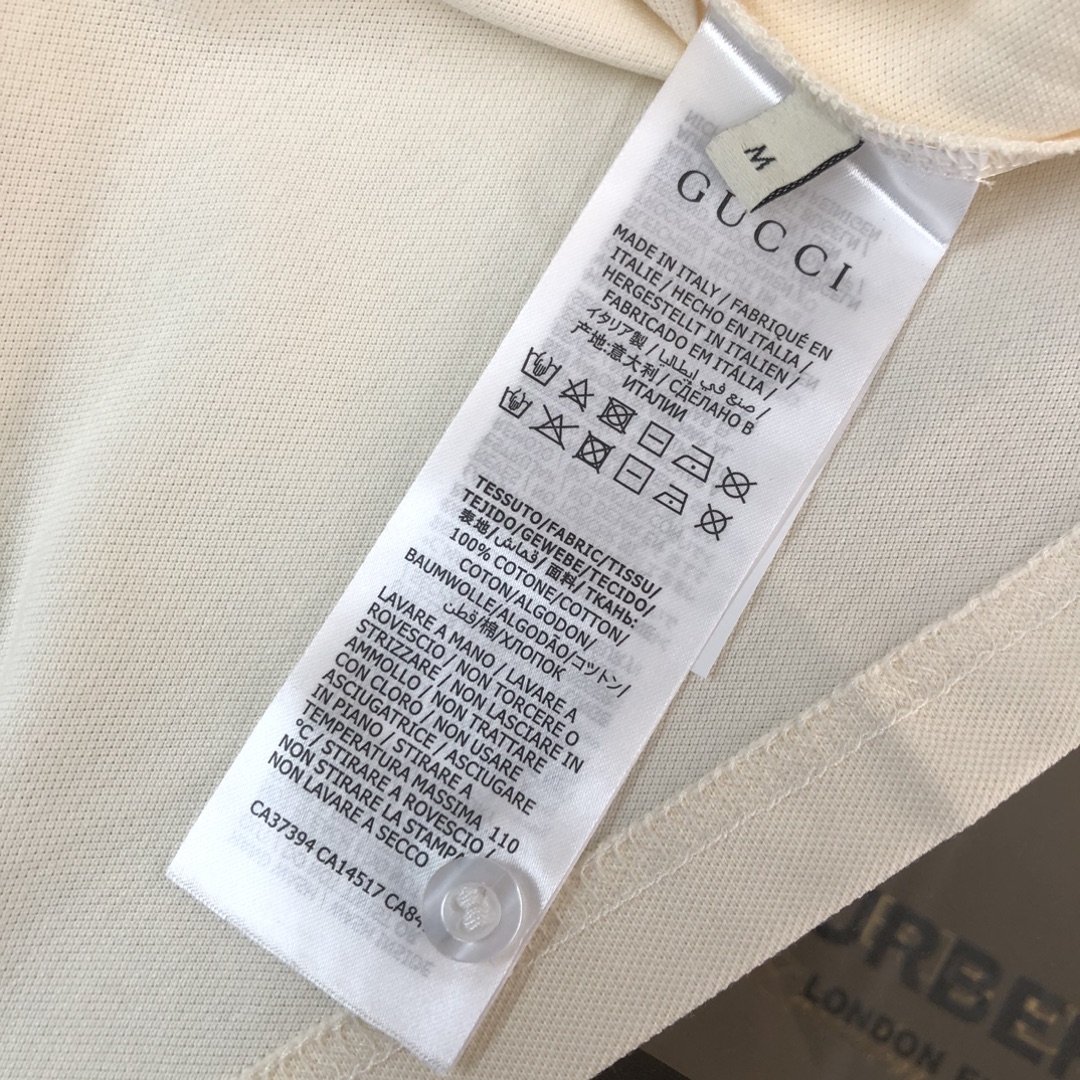 M
GUCCI
MADE IN ITALY / FABRIQUÉ EN
ITALIE / HECHO EN ITALIA /
HERGESTELLT IN ITALIEN /
FABRICADO EM ITÁLIA /
イタリア製 / صنع في إيطاليا /
产地:意大利 / СДЕЛАНО В
ИТАЛИИ
TESSUTO/FABRIC/TISSU/
TEJIDO/GEWEBE/TECIDO/
表地/قماش/面料/ТКАНЬ:
100% COTONE/COTTON/
COTON/ALGODON/
BAUMWOLLE/ALGODÃO/コットン/
قطن/棉/ХЛОПОК
LAVARE A MANO / LAVARE A
ROVESCIO / NON TORCERE O
STRIZZARE / NON LASCIARE IN
AMMOLLO / NON TRATTARE
CON CLORO / NON USARE
ASCIUGATRICE / ASCIUGARE
IN PIANO / STIRARE A
TEMPERATURA MASSIMA 110
°C/ STIRARE A ROVESCIO /
NON STIRARE LA STAMPA
NON LAVARE A SECCO
CA37394 CA14517 CA84
URBER
LONDON E